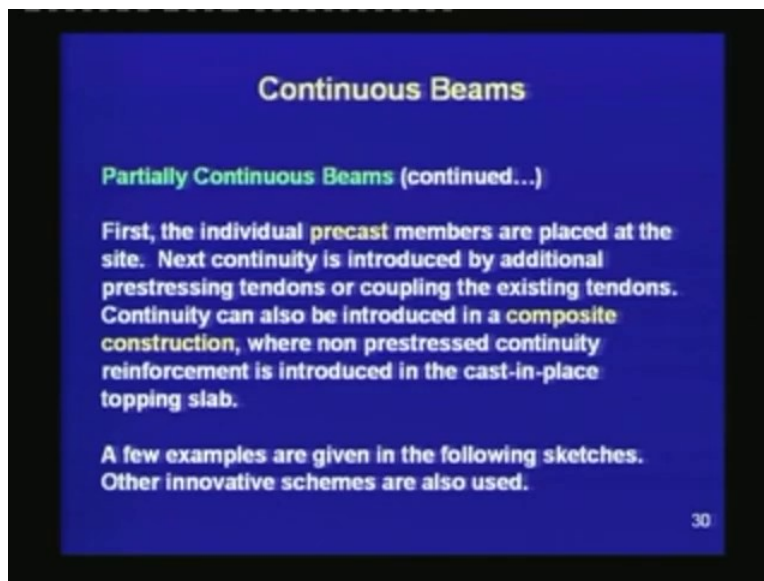 Continuous Beams
Partially Continuous Beams (continued...)
First, the individual precast members are placed at the
site. Next continuity is introduced by additional
prestressing tendons or coupling the existing tendons.
Continuity can also be introduced in a composite
construction, where non prestressed continuity
reinforcement is introduced in the cast-in-place
topping slab.
A few examples are given in the following sketches.
Other innovative schemes are also used.
30